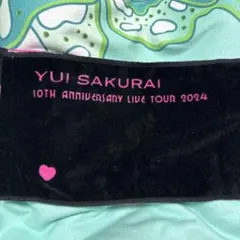 YUI SAKURAI
10TH ANNIVERSARY LIVE TOUR 2024